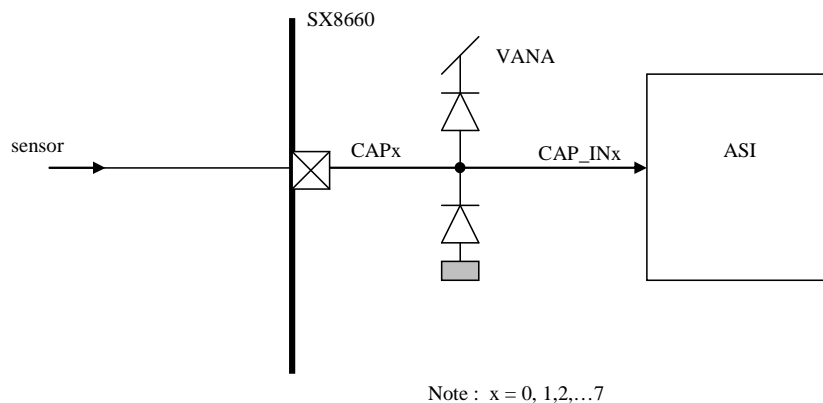 SX8660
VANA
sensor
CAPx
CAP_INx
ASI
Note : x = 0, 1,2,…7